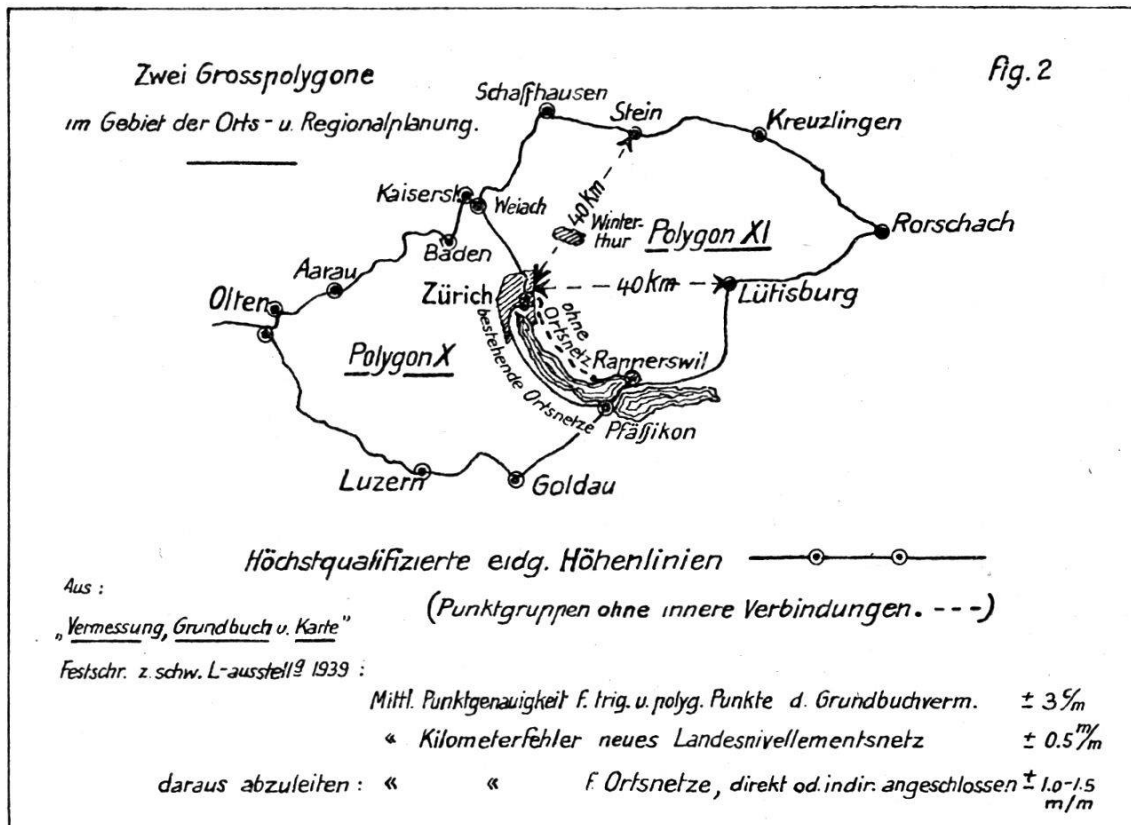 Zwei Grosspolygone
im Gebiet der Orts- u. Regionalplanung.
Fig. 2
Schaffhausen
Stein
Kreuzlingen
Kaiserst.
Weiach
40 Km
Winter-
thur
Polygon XI
Rorschach
Baden
Aarau
Zürich
40 Km
Lütisburg
Olten
ohne
Ortsnetz
Rapperswil
Polygon X
bestehende Ortsnetze
Pfäffikon
Luzern
Goldau
Höchstqualifizierte eidg. Höhenlinien
(Punktgruppen ohne innere Verbindungen. ---)
Aus :
„Vermessung, Grundbuch u. Karte"
Festschr. z. schw. L-ausstellg 1939 :
Mittl. Punktgenauigkeit f. trig. u. polyg. Punkte d. Grundbuchverm. ± 3 c/m
« Kilometerfehler neues Landesnivellementsnetz ± 0.5 m/m
daraus abzuleiten : « « f. Ortsnetze, direkt od. indir. angeschlossen ± 1.0-1.5
m/m